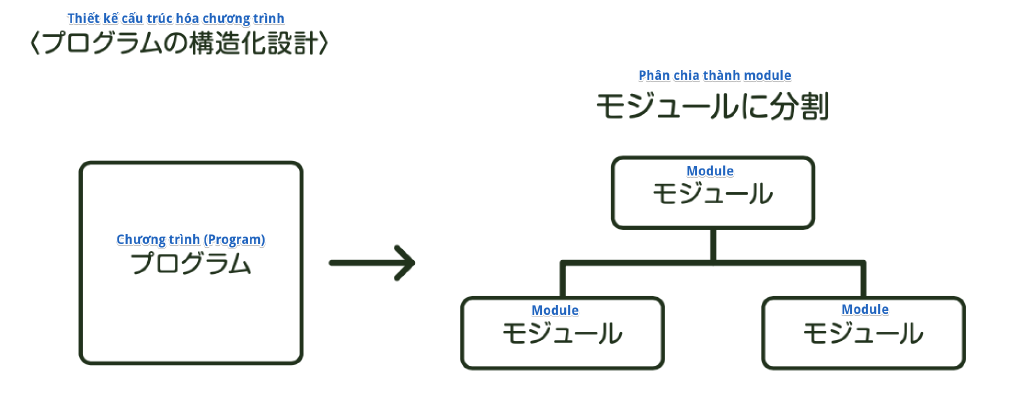 Thiết kế cấu trúc hóa chương trình
〈プログラムの構造化設計〉
Phân chia thành module
モジュールに分割
Module
モジュール
Chương trình (Program)
プログラム
Module
モジュール
Module
モジュール